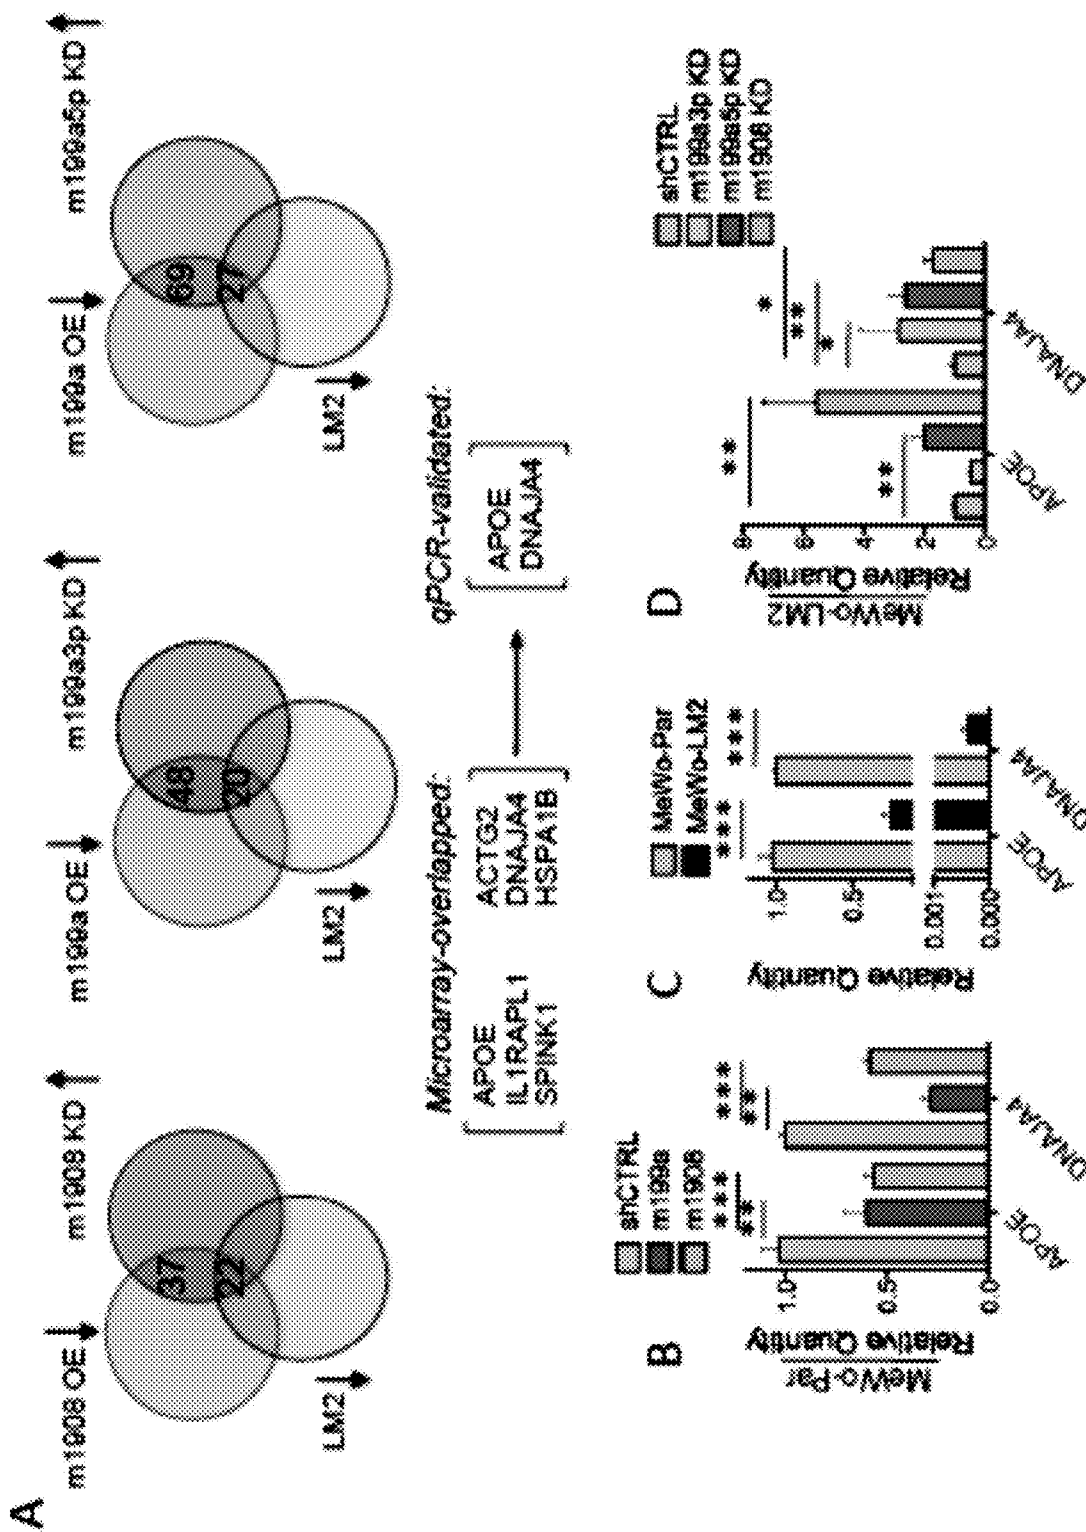 A
m1908 OE
m1908 KD
37
22
LM2
m199a OE
m199a3p KD
48
20
LM2
m199a OE
m199a5p KD
69
27
LM2
Microarray-overlapped:
APOE
IL1RAPL1
SPINK1
ACTG2
DNAJA4
HSPA1B
qPCR-validated:
APOE
DNAJA4
B
shCTRL
m199a
m1908
MeWo-Par
Relative Quantity
1.0
0.5
0.0
**
***
**
***
APOE
DNAJA4
C
MeWo-Par
MeWo-LM2
Relative Quantity
1.0
0.5
0.001
0.000
***
***
APOE
DNAJA4
D
shCTRL
m199a3p KD
m199a5p KD
m1908 KD
MeWo-LM2
Relative Quantity
8
6
4
2
0
**
**
*
**
*
APOE
DNAJA4